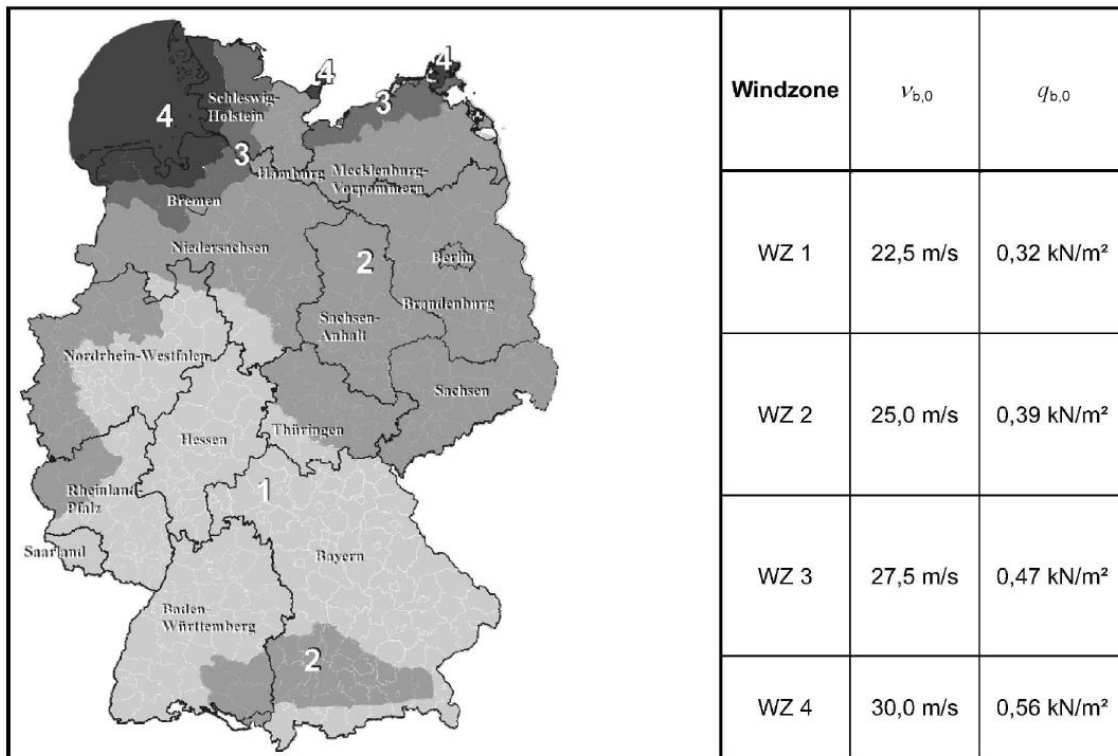 4
4
4
Schleswig-
Holstein
3
3
Hamburg
Mecklenburg-
Vorpommern
Bremen
Niedersachsen
2
Berlin
Brandenburg
Sachsen-
Anhalt
Nordrhein-Westfalen
Sachsen
Hessen
Thüringen
1
Rheinland-
Pfalz
Saarland
Bayern
Baden-
Württemberg
2
Windzone vb,0 qb,0
WZ 1 22,5 m/s 0,32 kN/m²
WZ 2 25,0 m/s 0,39 kN/m²
WZ 3 27,5 m/s 0,47 kN/m²
WZ 4 30,0 m/s 0,56 kN/m²